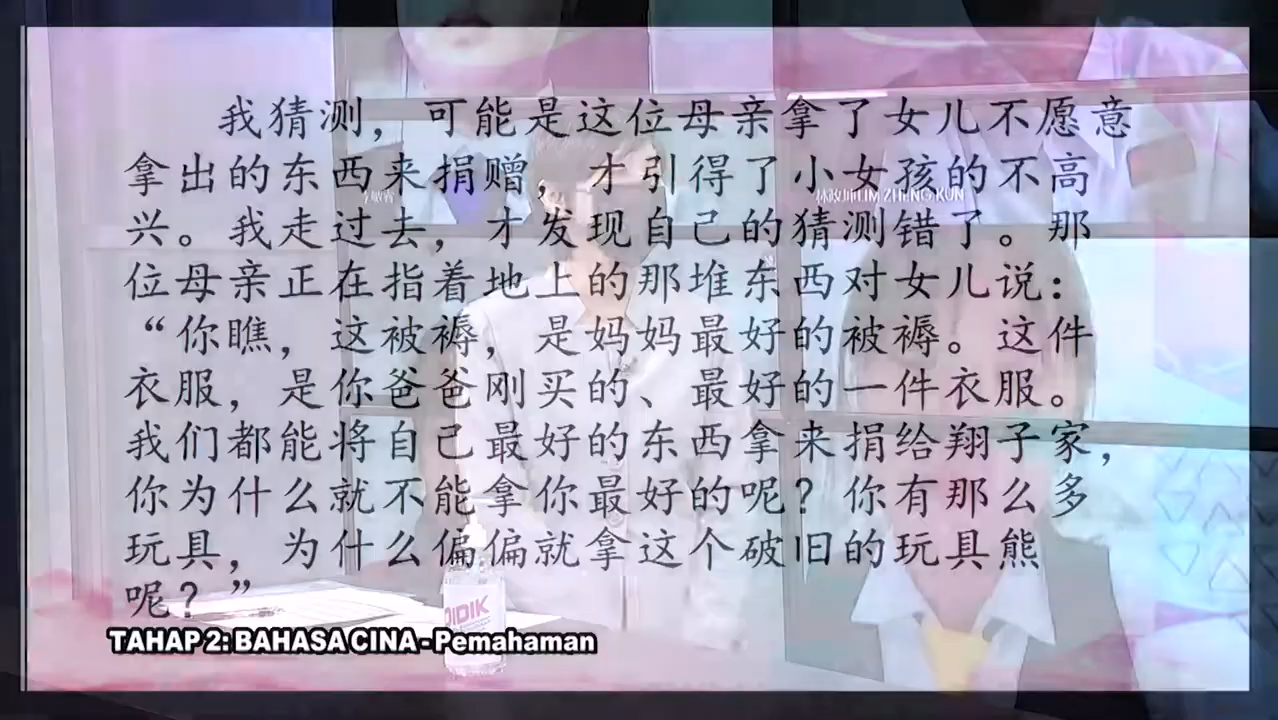 我猜测，可能是这位母亲拿了女儿不愿意
拿出的东西来捐赠，才引得了小女孩的不高
兴。我走过去，才发现自己的猜测错了。那
位母亲正在指着地上的那堆东西对女儿说：
“你瞧，这被褥，是妈妈最好的被褥。这件
衣服，是你爸爸刚买的、最好的一件衣服。
我们都能将自己最好的东西拿来捐给翔子家，
你为什么就不能拿你最好的呢？你有那么多
玩具，为什么偏偏就拿这个破旧的玩具熊
呢？”
TAHAP 2: BAHASA CINA - Pemahaman
LIM ZHENG KUN
DIDIK